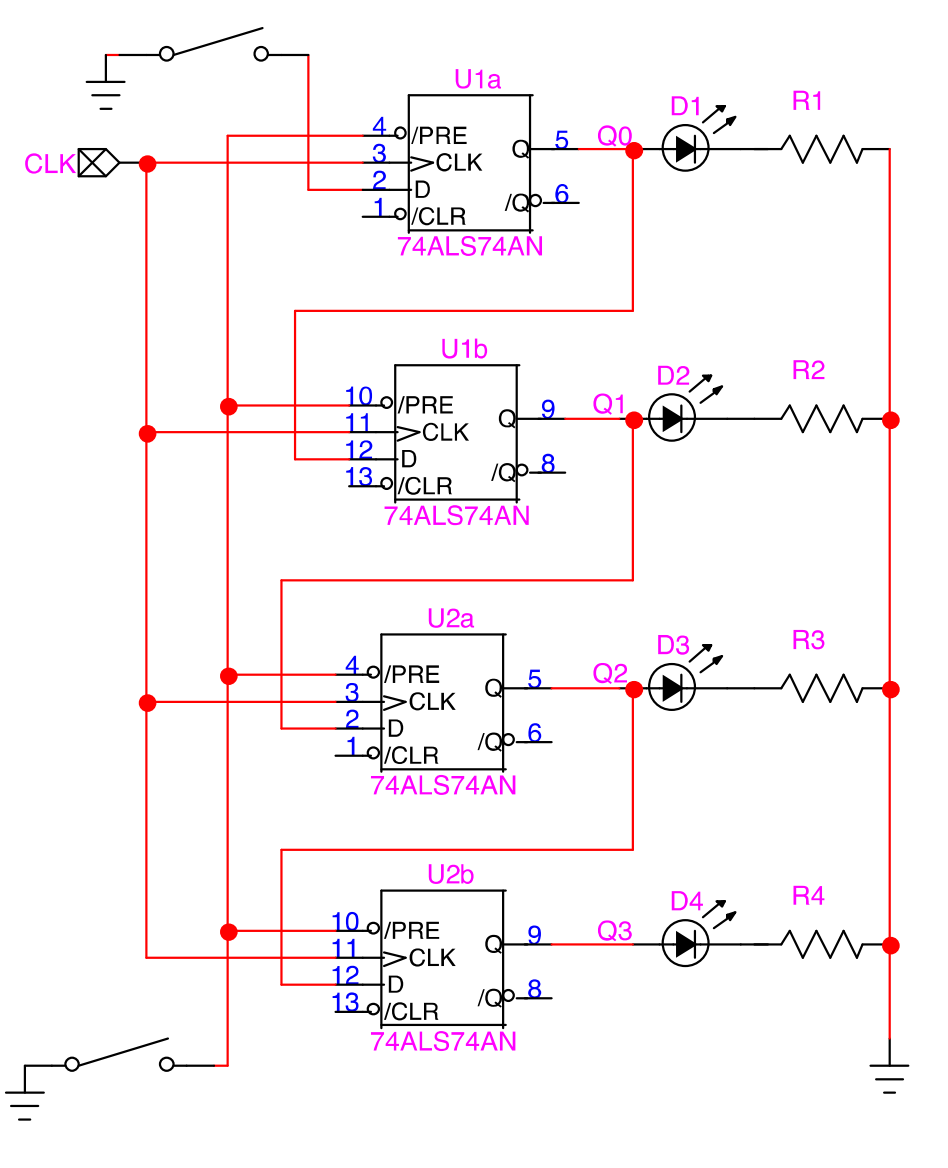 U1a
D1
R1
4
/PRE
Q
5
Q0
CLK
3
CLK
2
D
/Q
6
1
/CLR
74ALS74AN
U1b
D2
R2
10
/PRE
Q
9
Q1
11
CLK
12
D
/Q
8
13
/CLR
74ALS74AN
U2a
D3
R3
4
/PRE
Q
5
Q2
3
CLK
2
D
/Q
6
1
/CLR
74ALS74AN
U2b
D4
R4
10
/PRE
Q
9
Q3
11
CLK
12
D
/Q
8
13
/CLR
74ALS74AN